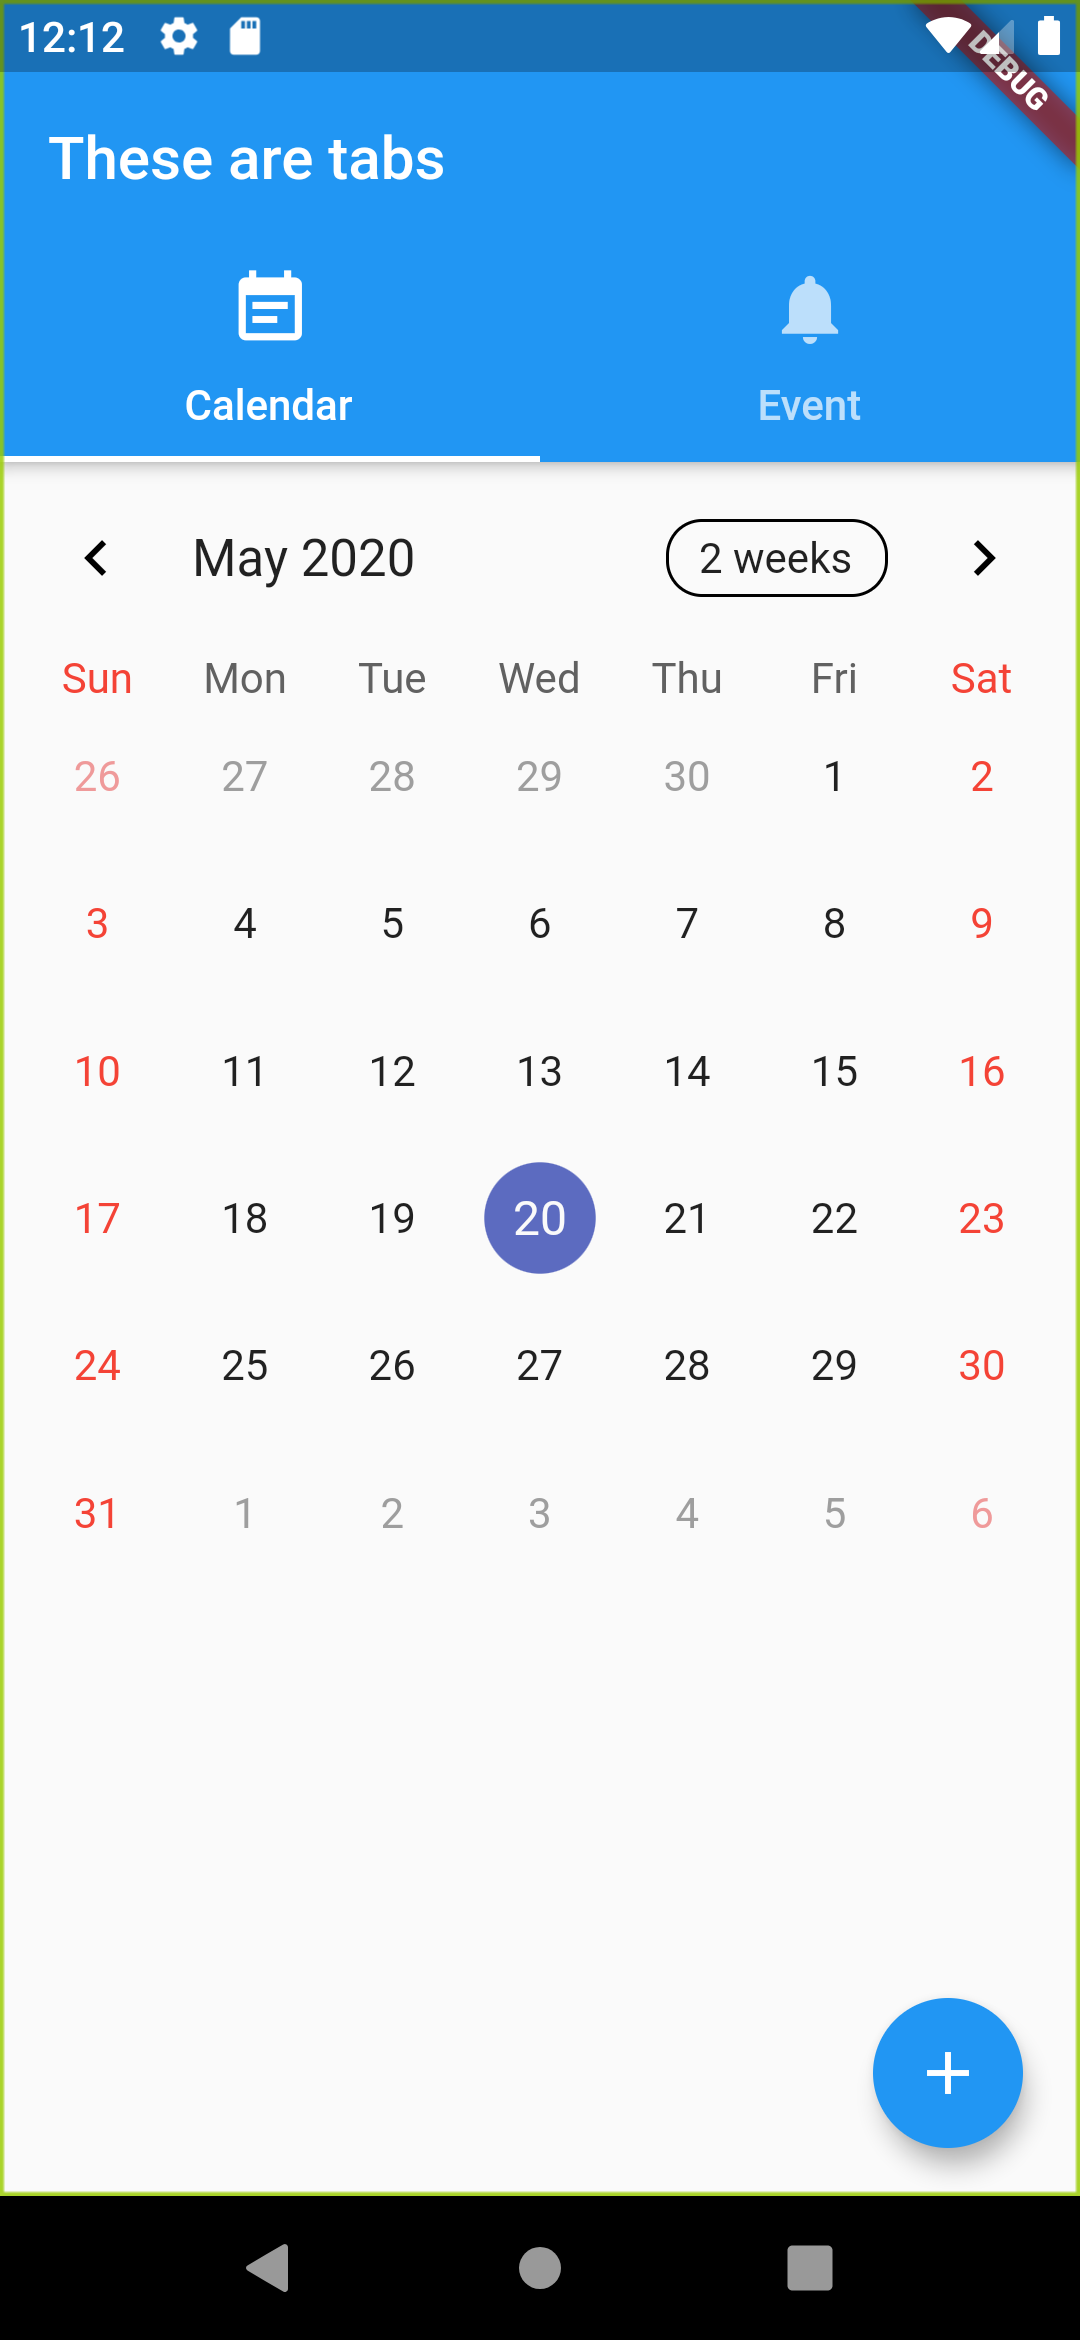 12:12
DEBUG
These are tabs
Calendar Event
May 2020 2 weeks
Sun Mon Tue Wed Thu Fri Sat
26 27 28 29 30 1 2
3 4 5 6 7 8 9
10 11 12 13 14 15 16
17 18 19 20 21 22 23
24 25 26 27 28 29 30
31 1 2 3 4 5 6